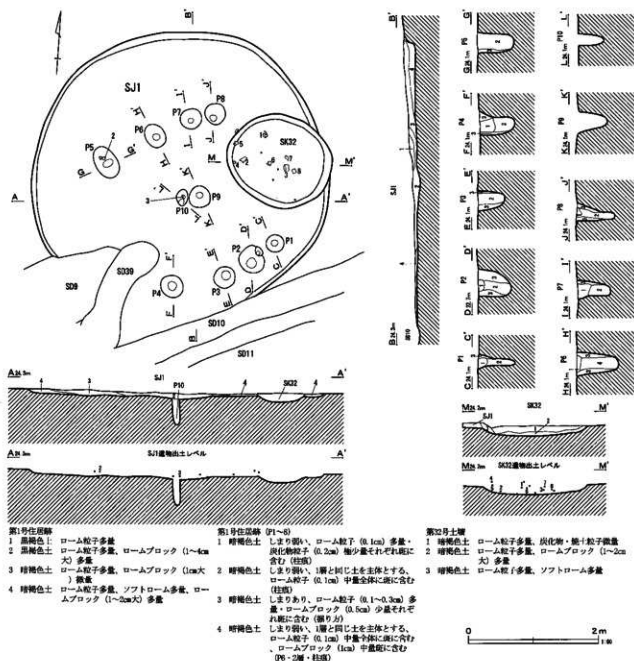 SJ1
P7
P8
P6
P5
SK32
P9
P10
P1
P2
P3
P4
SD9
SD39
SD10
SD11
A
A'
B
B'
M
M'
SJ1
P10
SK32
SJ1遺物出土レベル
SK32
SJ1
SK32遺物出土レベル
第1号住居跡
1 黒褐色土 ローム粒子多量
2 黒褐色土 ローム粒子多量、ロームブロック（1～4cm
大）多量
3 暗褐色土 ローム粒子多量、ロームブロック（1cm大
）微量
4 暗褐色土 ローム粒子多量、ソフトローム多量、ロー
ムブロック（1～2cm大）多量
第1号住居跡（P1～8）
1 暗褐色土 しまり弱い、ローム粒子（0.1cm）多量・
炭化物粒子（0.2cm）極少量それぞれ斑に
含む（柱痕）
2 暗褐色土 しまり弱い、1層と同じ土を主体とする、
ローム粒子（0.1cm）中量全体に斑に含む
（柱痕）
3 暗褐色土 しまりあり、ローム粒子（0.1～0.3cm）多
量・ロームブロック（0.5cm）少量それぞ
れ斑に含む（掘り方）
4 暗褐色土 しまり弱い、1層と同じ土を主体とする、
ローム粒子（0.1cm）中量全体に斑に含む
、ロームブロック（1cm）中量斑に含む
（P6・2層・柱痕）
第32号土壙
1 暗褐色土 ローム粒子多量、炭化物・焼土粒子微量
2 暗褐色土 ローム粒子多量、ロームブロック（1～2cm
大）多量
3 暗褐色土 ローム粒子多量、ソフトローム多量
0
2m
1:60